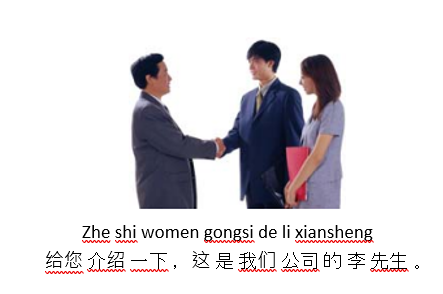 Zhe shi women gongsi de li xiansheng
给您 介绍 一下 ，这 是 我们 公司 的 李 先生 。